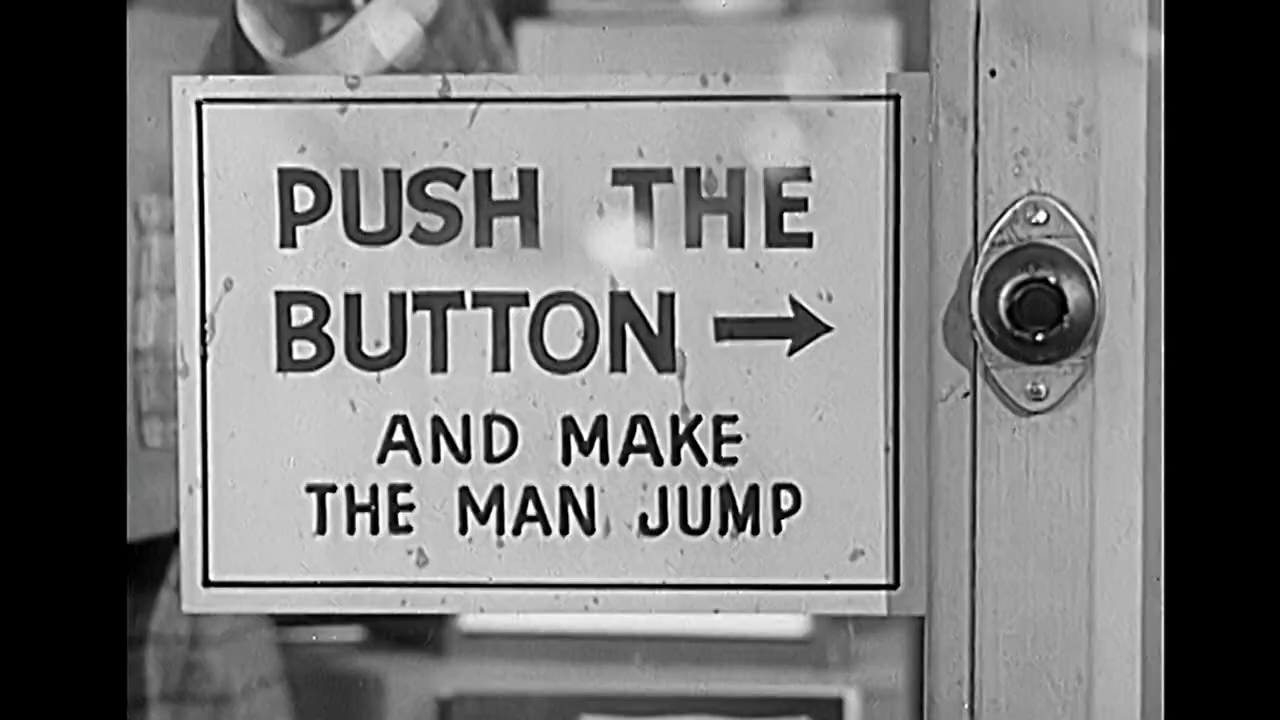 PUSH THE
BUTTON →
AND MAKE
THE MAN JUMP